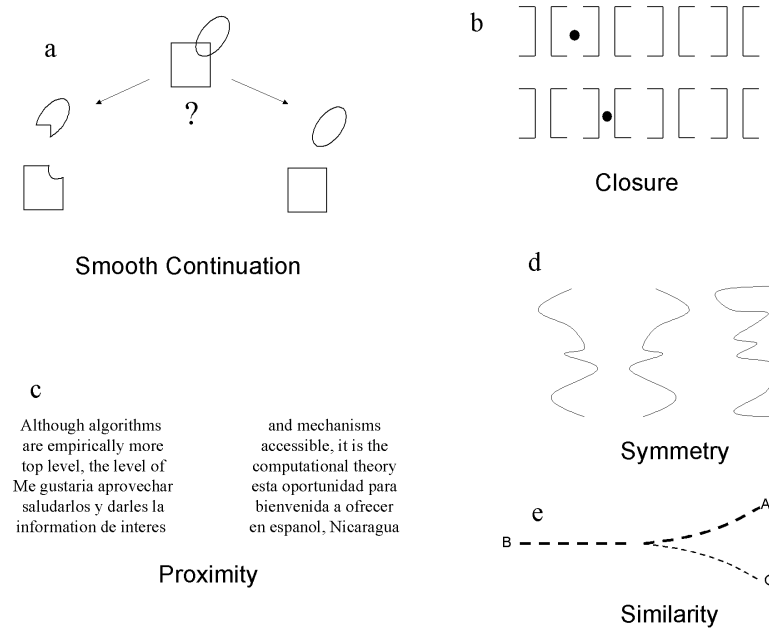 a
?
Smooth Continuation
b
Closure
c
Although algorithms
are empirically more
top level, the level of
Me gustaria aprovechar
saludarlos y darles la
information de interes
and mechanisms
accessible, it is the
computational theory
esta oportunidad para
bienvenida a ofrecer
en espanol, Nicaragua
Proximity
d
Symmetry
e
B
A
Similarity